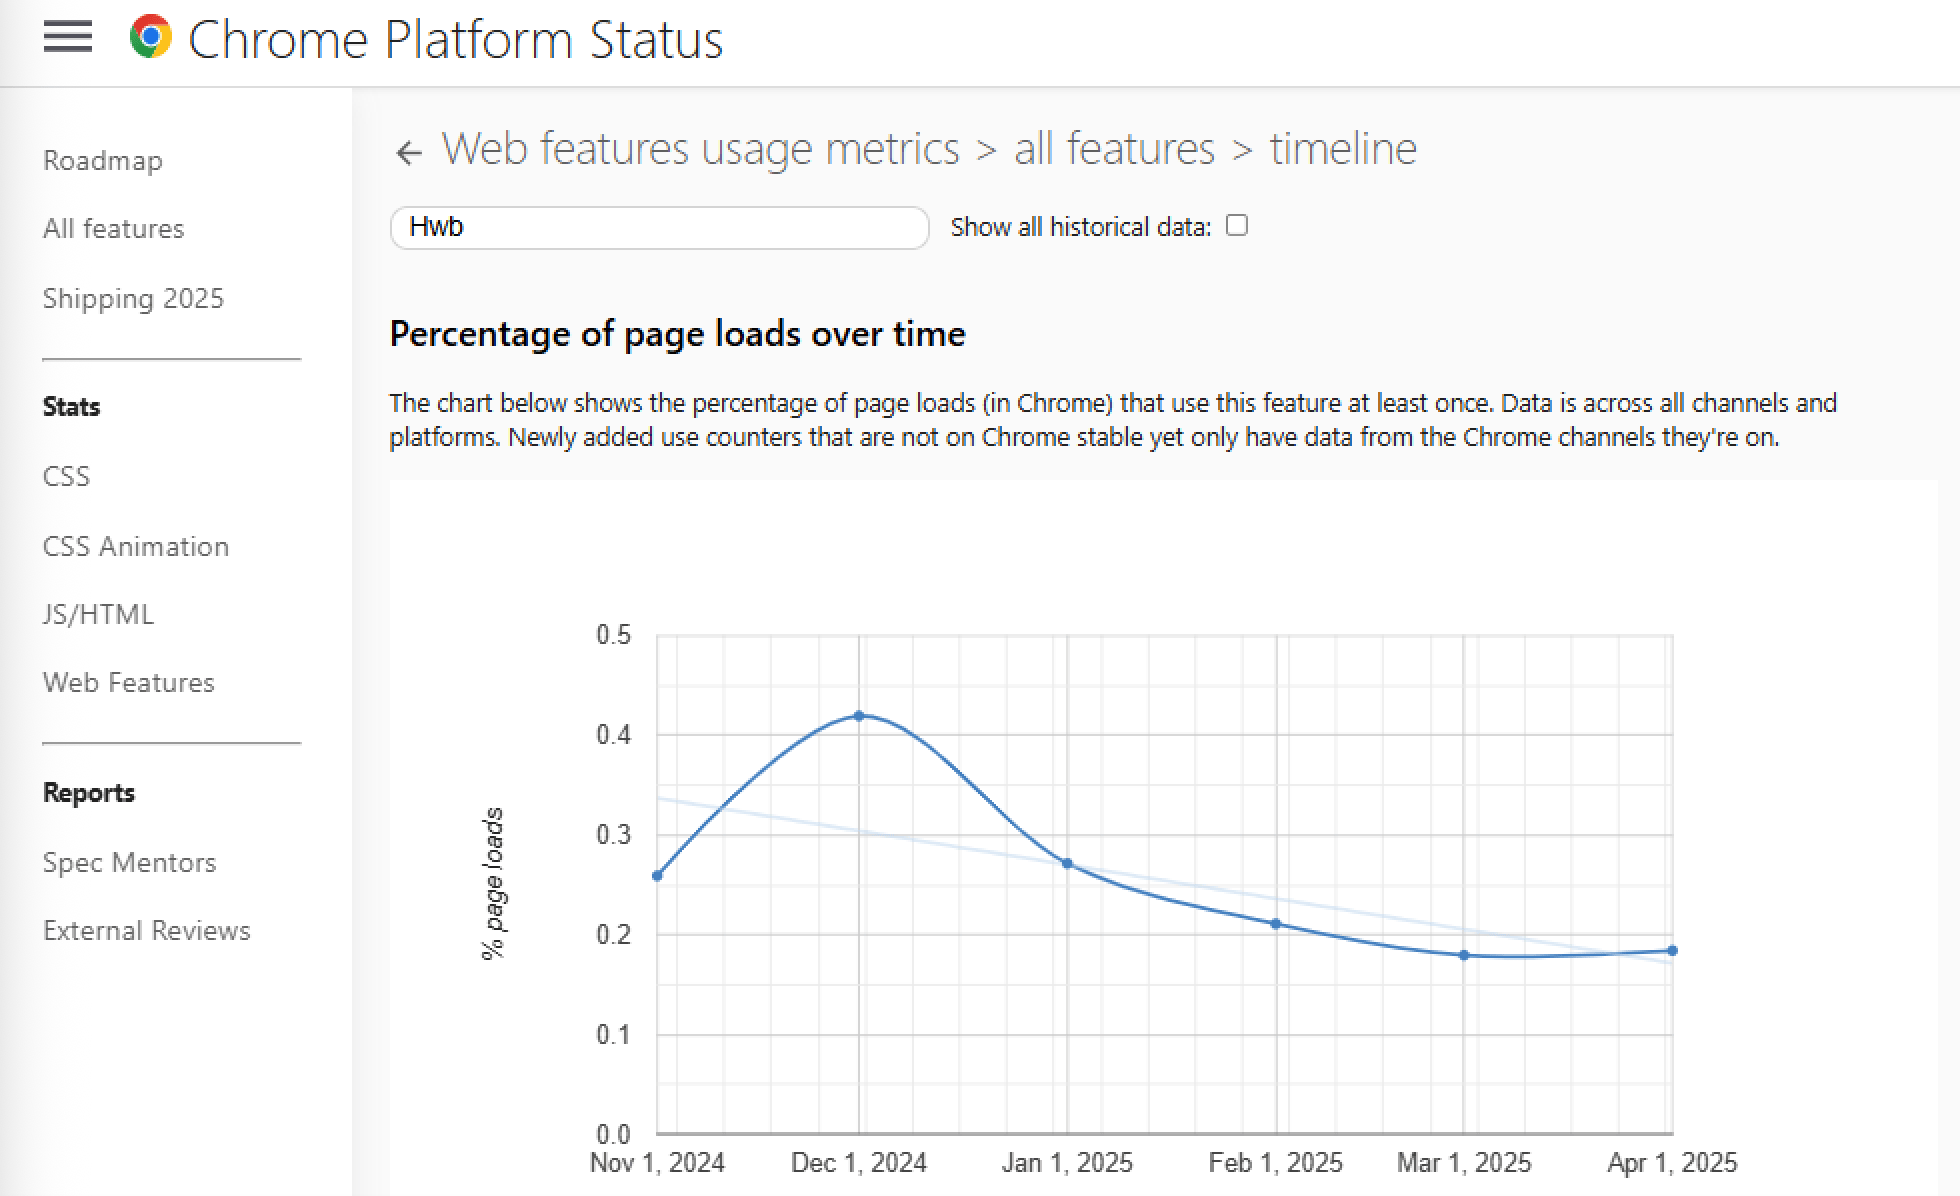 Chrome Platform Status
Roadmap
All features
Shipping 2025
Stats
CSS
CSS Animation
JS/HTML
Web Features
Reports
Spec Mentors
External Reviews
← Web features usage metrics > all features > timeline
Hwb
Show all historical data:
Percentage of page loads over time
The chart below shows the percentage of page loads (in Chrome) that use this feature at least once. Data is across all channels and
platforms. Newly added use counters that are not on Chrome stable yet only have data from the Chrome channels they're on.
% page loads
0.5
0.4
0.3
0.2
0.1
0.0
Nov 1, 2024
Dec 1, 2024
Jan 1, 2025
Feb 1, 2025
Mar 1, 2025
Apr 1, 2025